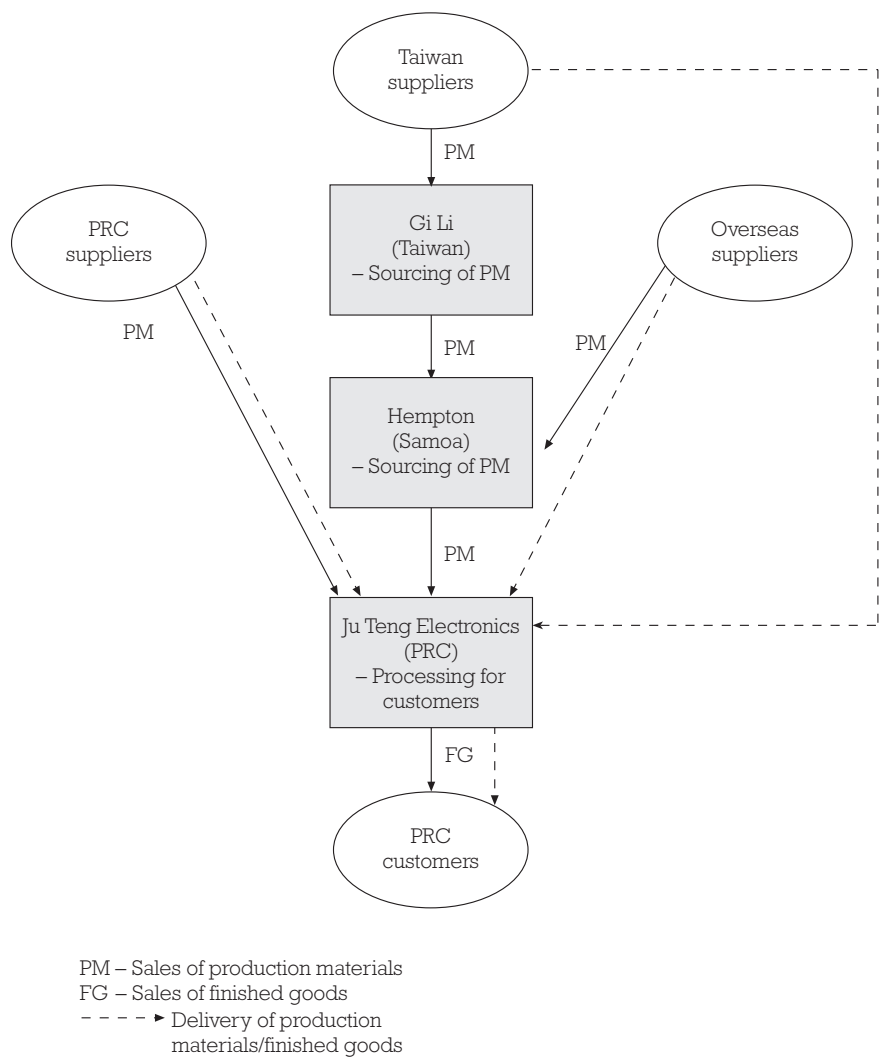 Taiwan
suppliers
PM
PRC
suppliers
Gi Li
(Taiwan)
– Sourcing of PM
Overseas
suppliers
PM
PM
PM
Hempton
(Samoa)
– Sourcing of PM
PM
Ju Teng Electronics
(PRC)
– Processing for
customers
FG
PRC
customers
PM – Sales of production materials
FG – Sales of finished goods
Delivery of production
materials/finished goods